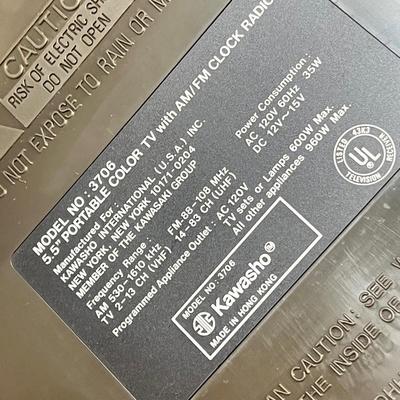 CAUTION
RISK OF ELECTRIC SH
DO NOT OPEN
NOT EXPOSE TO RAIN OR M
MODEL NO. 3706
5.5" PORTABLE COLOR TV with AM/FM CLOCK RADIO
Manufactured For:
KAWASHO INTERNATIONAL (U.S.A.) INC.
NEW YORK, NEW YORK 10171-0204
MEMBER OF THE KAWASAKI GROUP
Frequency Range:
AM 530-1610 kHz FM 88-108 MHz
TV 2-13 CH (VHF) 14-83 CH (UHF)
Programmed Appliance Outlet: AC 120V
TV sets or Lamps 600W Max.
All other appliances 960W Max.
Power Consumption:
AC 120V 60Hz 35W
DC 12V~15V
LISTED 43K3
UL
TELEVISION
MODEL NO: 3706
Kawasho
MADE IN HONG KONG
AN CAUTION: SEE
THE INSIDE OF